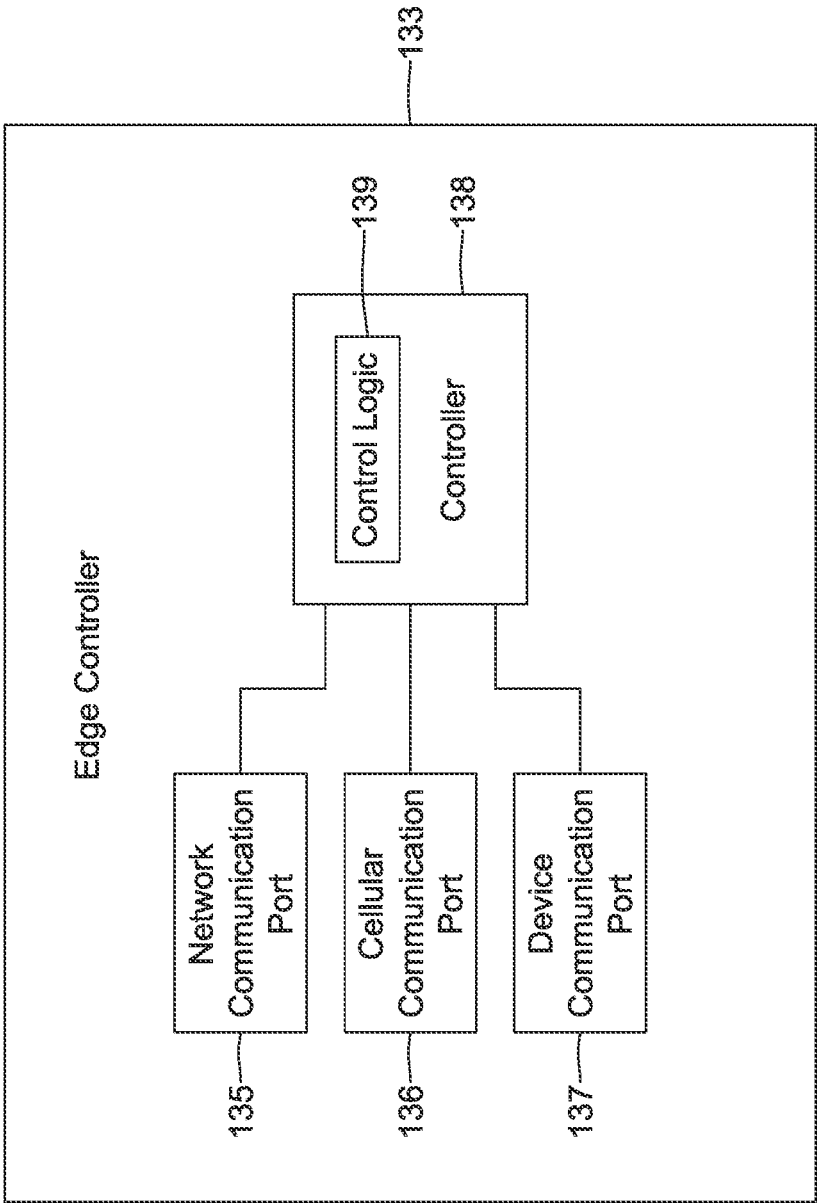 Edge Controller
133
135
Network
Communication
Port
136
Cellular
Communication
Port
137
Device
Communication
Port
Control Logic
139
Controller
138